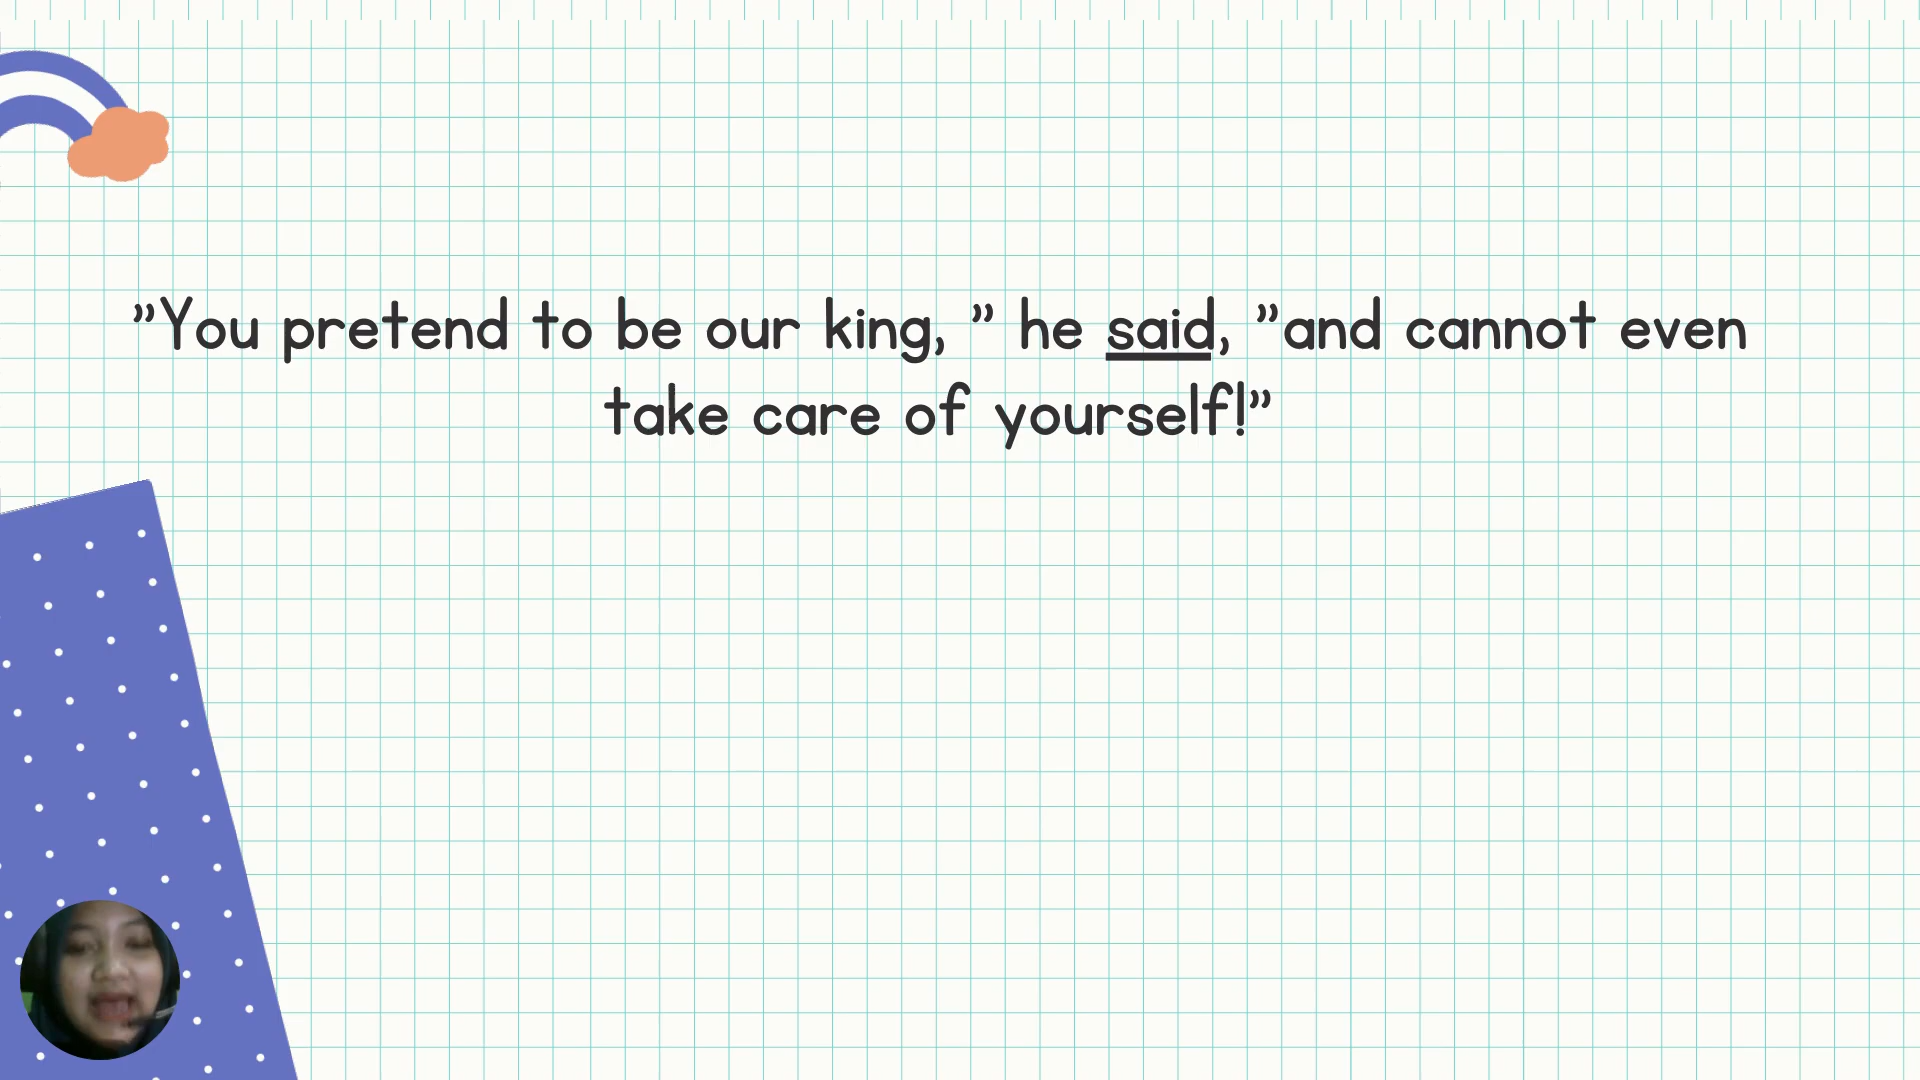 ”You pretend to be our king, ” he said, ”and cannot even
take care of yourself!”